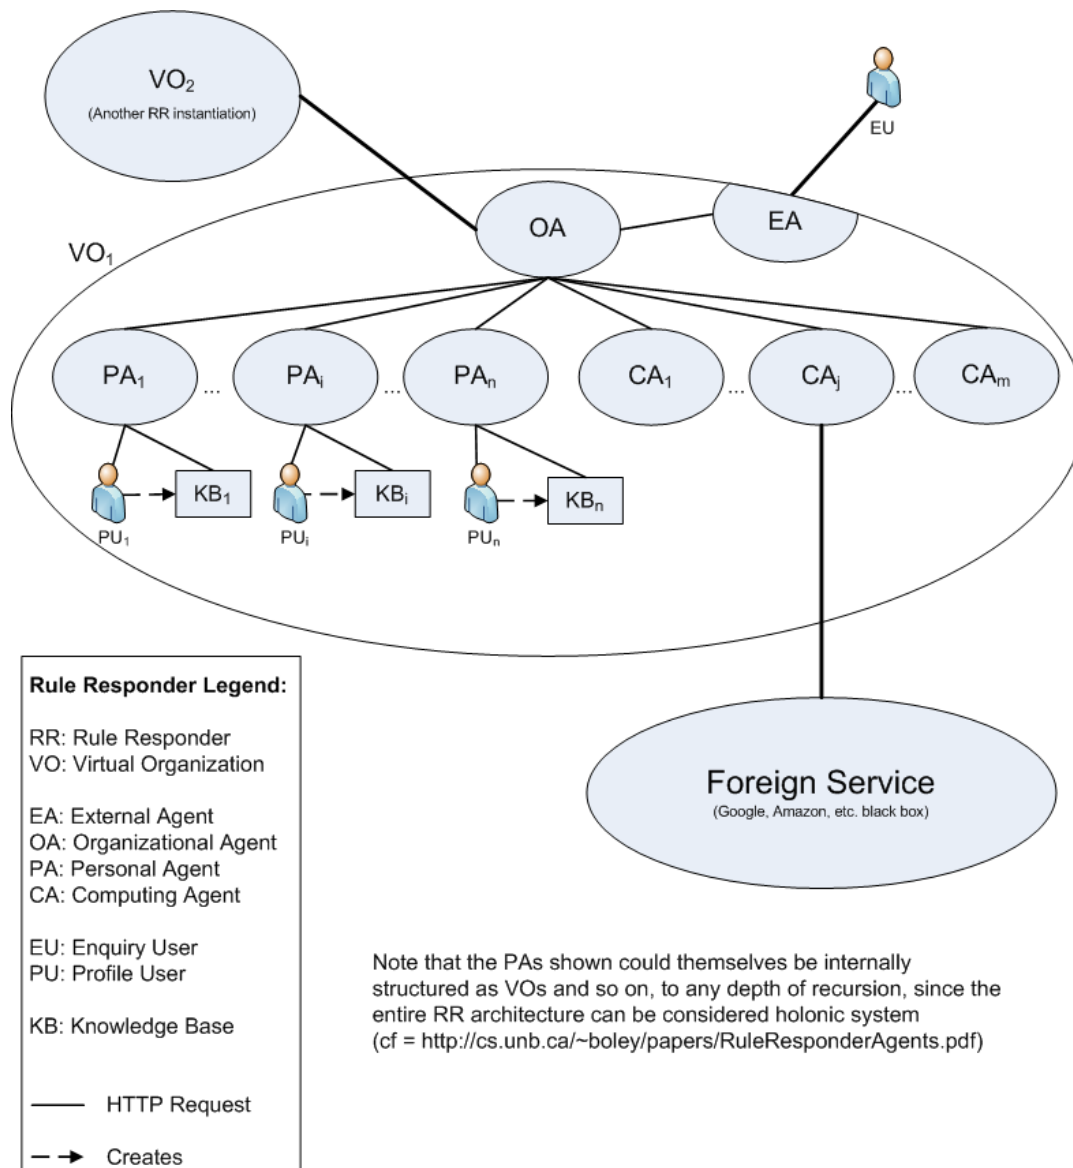 VO2
(Another RR instantiation)
EU
OA
EA
VO1
PA1 ... PAi ... PAn CA1 ... CAj ... CAm
KB1 KBi KBn
PU1 PUi PUn
Rule Responder Legend:
RR: Rule Responder
VO: Virtual Organization
EA: External Agent
OA: Organizational Agent
PA: Personal Agent
CA: Computing Agent
EU: Enquiry User
PU: Profile User
KB: Knowledge Base
HTTP Request
Creates
Foreign Service
(Google, Amazon, etc. black box)
Note that the PAs shown could themselves be internally
structured as VOs and so on, to any depth of recursion, since the
entire RR architecture can be considered holonic system
(cf = http://cs.unb.ca/~boley/papers/RuleResponderAgents.pdf)